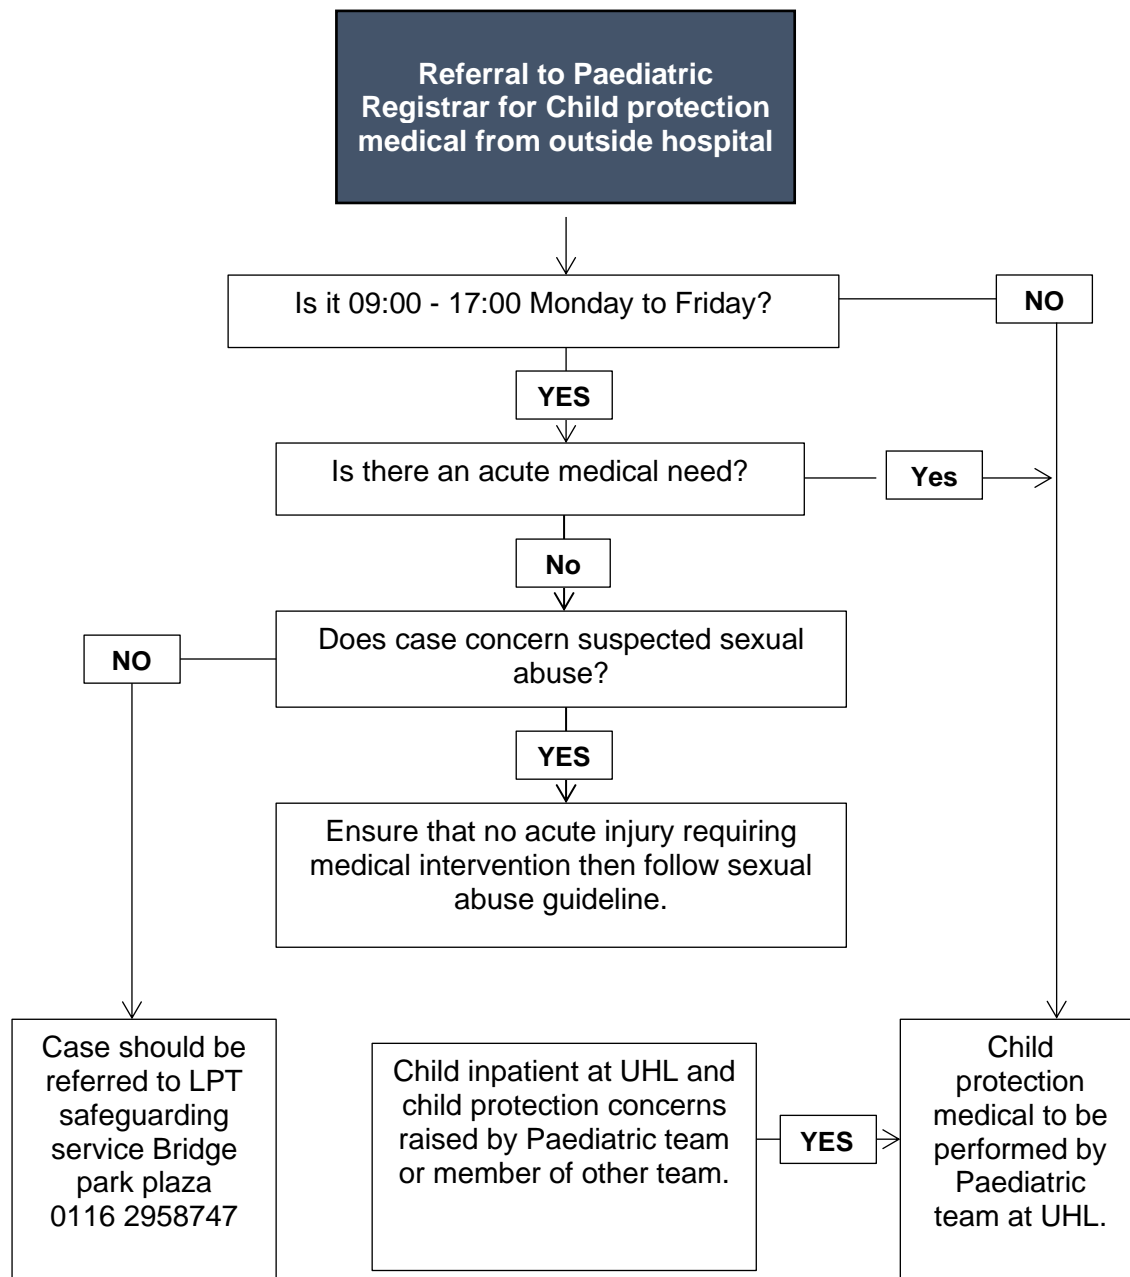 Referral to Paediatric
Registrar for Child protection
medical from outside hospital
Is it 09:00 - 17:00 Monday to Friday?
NO
YES
Is there an acute medical need?
Yes
No
Does case concern suspected sexual
abuse?
NO
YES
Ensure that no acute injury requiring
medical intervention then follow sexual
abuse guideline.
Case should be
referred to LPT
safeguarding
service Bridge
park plaza
0116 2958747
Child inpatient at UHL and
child protection concerns
raised by Paediatric team
or member of other team.
YES
Child
protection
medical to be
performed by
Paediatric
team at UHL.